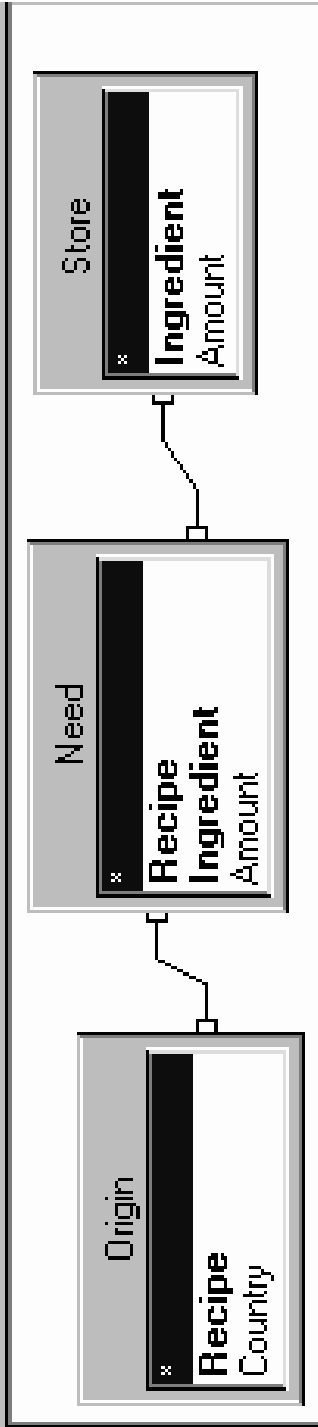 Origin
*
Recipe
Country
Need
*
Recipe
Ingredient
Amount
Store
*
Ingredient
Amount